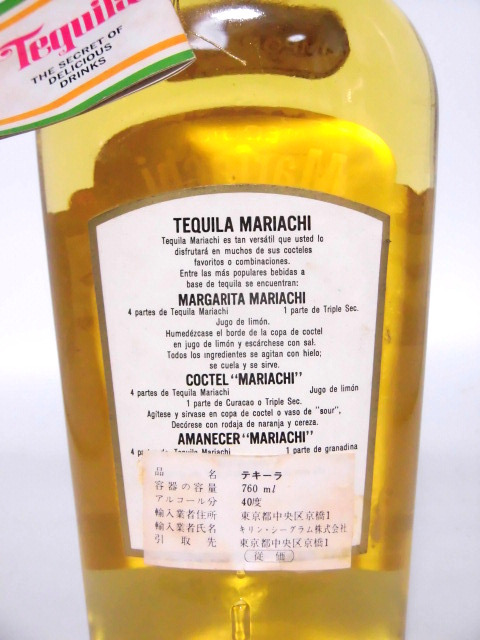 Tequila
THE SECRET OF
DELICIOUS
DRINKS
TEQUILA MARIACHI
Tequila Mariachi es tan versátil que usted lo
disfrutará en muchos de sus cocteles
favoritos o combinaciones.
Entre las más populares bebidas a
base de tequila se encuentran:
MARGARITA MARIACHI
4 partes de Tequila Mariachi 1 parte de Triple Sec.
Jugo de limón.
Humedézcase el borde de la copa de coctel
en jugo de limón y escárchese con sal.
Todos los ingredientes se agitan con hielo;
se cuela y se sirve.
COCTEL "MARIACHI"
4 partes de Tequila Mariachi Jugo de limón
1 parte de Curacao o Triple Sec.
Agítese y sírvase en copa de coctel o vaso de "sour",
Decórese con rodaja de naranja y cereza.
AMANECER "MARIACHI"
4 partes de Tequila Mariachi 1 parte de granadina
品名 テキーラ
容器の容量 760 ml
アルコール分 40度
輸入業者住所 東京都中央区京橋1
輸入業者氏名 キリン・シーグラム株式会社
引取先 東京都中央区京橋1
(従価)